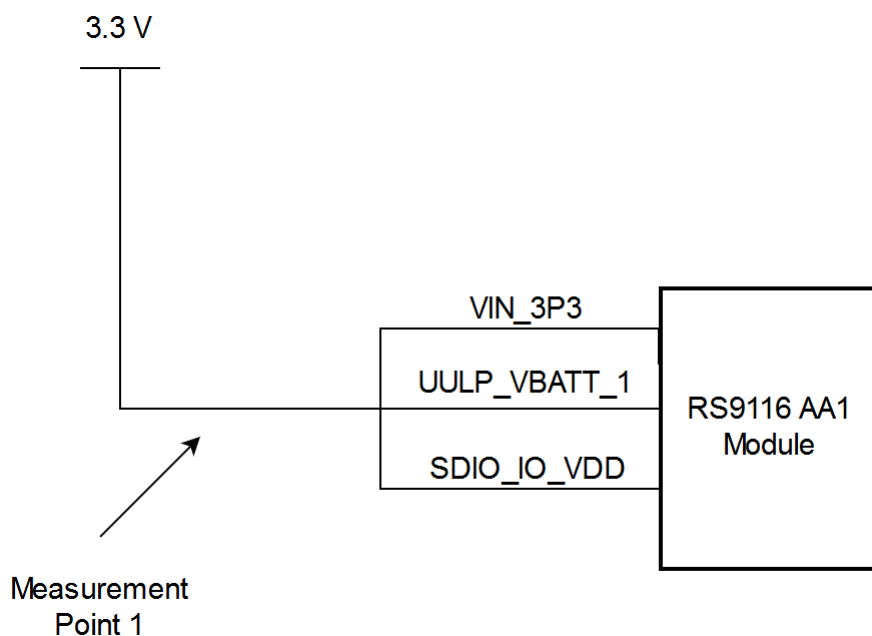 3.3 V
VIN_3P3
UULP_VBATT_1
SDIO_IO_VDD
RS9116 AA1
Module
Measurement
Point 1